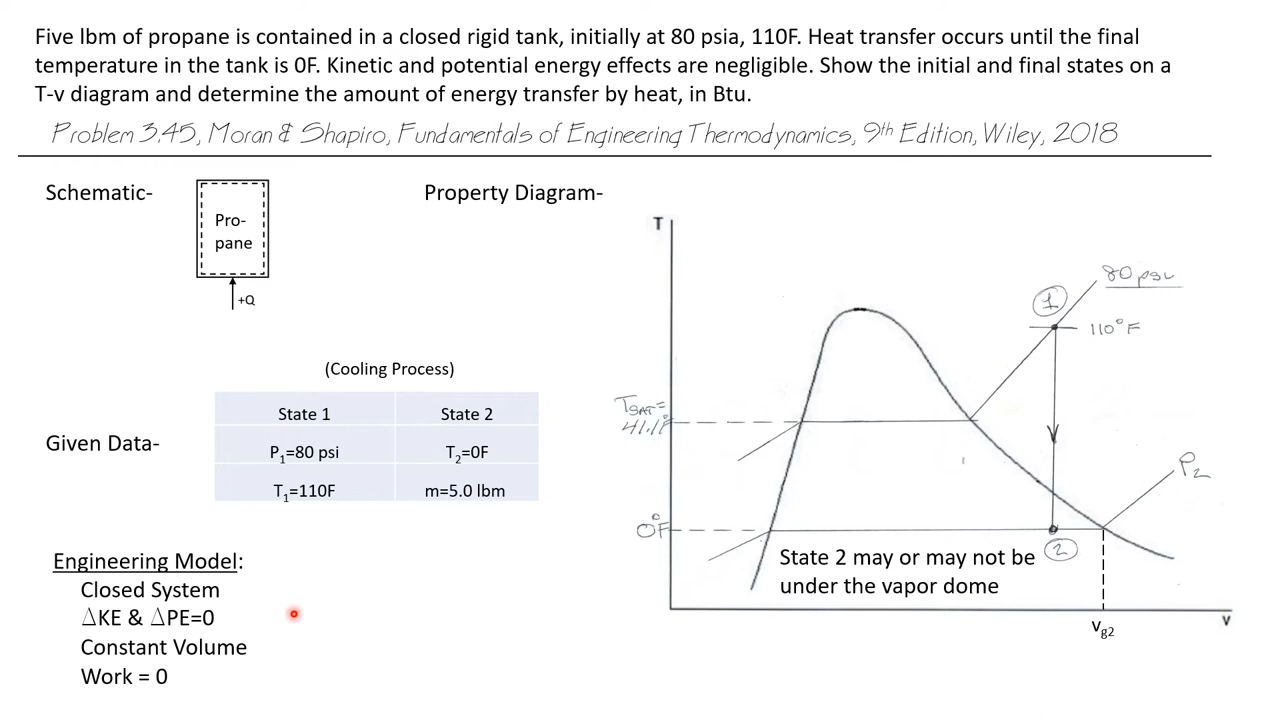 Five lbm of propane is contained in a closed rigid tank, initially at 80 psia, 110F. Heat transfer occurs until the final
temperature in the tank is 0F. Kinetic and potential energy effects are negligible. Show the initial and final states on a
T-v diagram and determine the amount of energy transfer by heat, in Btu.
Problem 3.45, Moran & Shapiro, Fundamentals of Engineering Thermodynamics, 9th Edition, Wiley, 2018
Schematic-
Pro-
pane
+Q
Property Diagram-
T
80 psi
1
110°F
TSAT=
41.1°F
P2
0°F
2
State 2 may or may not be
under the vapor dome
v
vg2
(Cooling Process)
Given Data-
State 1 State 2
P1=80 psi T2=0F
T1=110F m=5.0 lbm
Engineering Model:
Closed System
△KE & △PE=0
Constant Volume
Work = 0